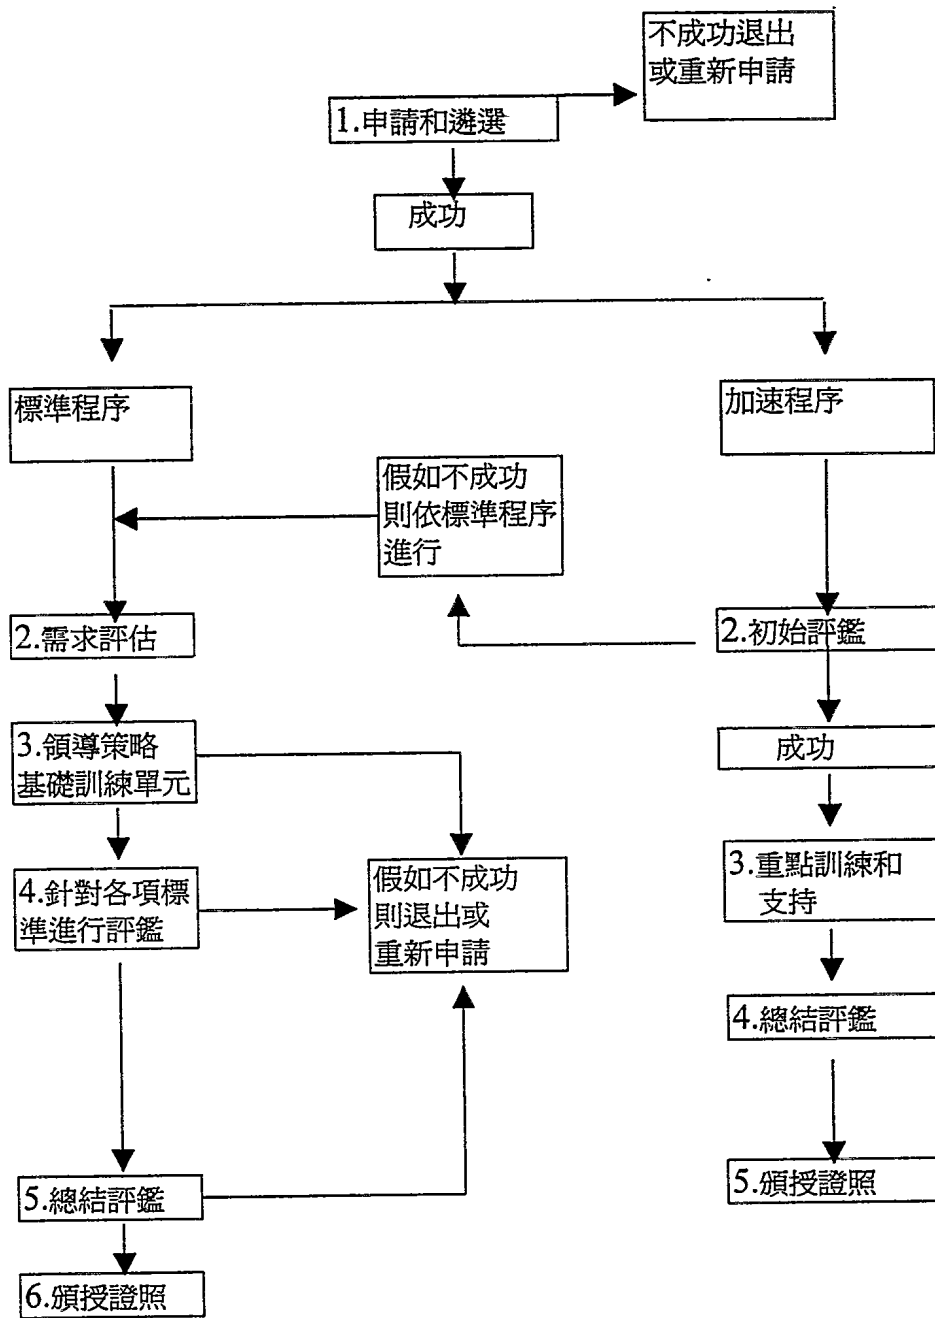 不成功退出
或重新申請
1.申請和遴選
成功
標準程序
加速程序
假如不成功
則依標準程序
進行
2.需求評估
2.初始評鑑
3.領導策略
基礎訓練單元
成功
4.針對各項標
準進行評鑑
假如不成功
則退出或
重新申請
3.重點訓練和
支持
4.總結評鑑
5.總結評鑑
5.頒授證照
6.頒授證照